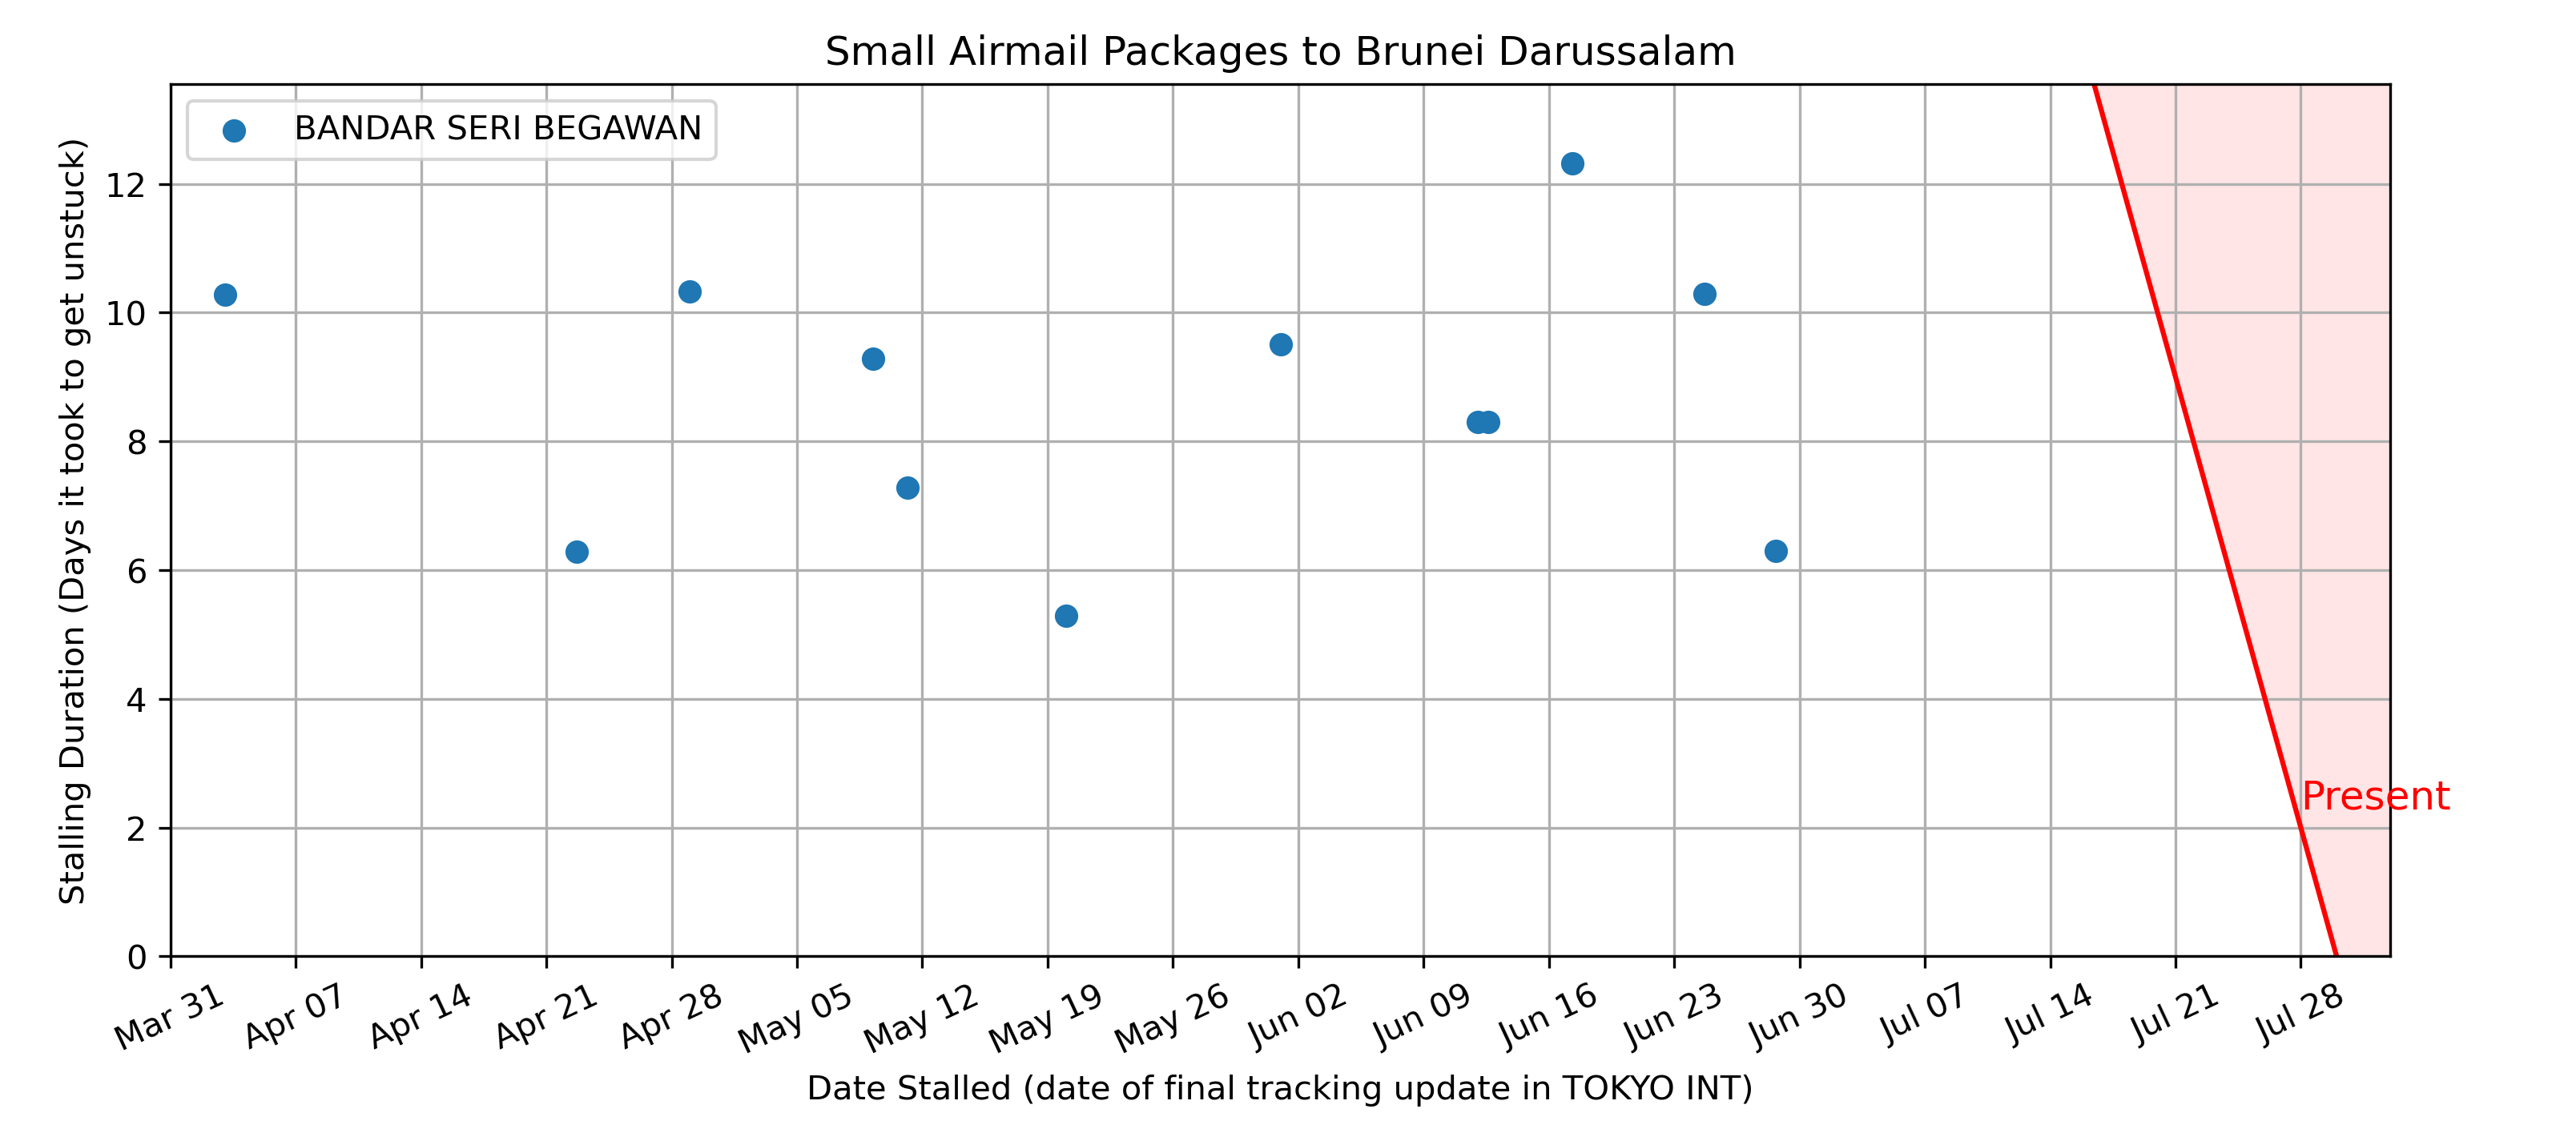 Small Airmail Packages to Brunei Darussalam
BANDAR SERI BEGAWAN
Stalling Duration (Days it took to get unstuck)
12
10
8
6
4
2
0
Present
Mar 31 Apr 07 Apr 14 Apr 21 Apr 28 May 05 May 12 May 19 May 26 Jun 02 Jun 09 Jun 16 Jun 23 Jun 30 Jul 07 Jul 14 Jul 21 Jul 28
Date Stalled (date of final tracking update in TOKYO INT)